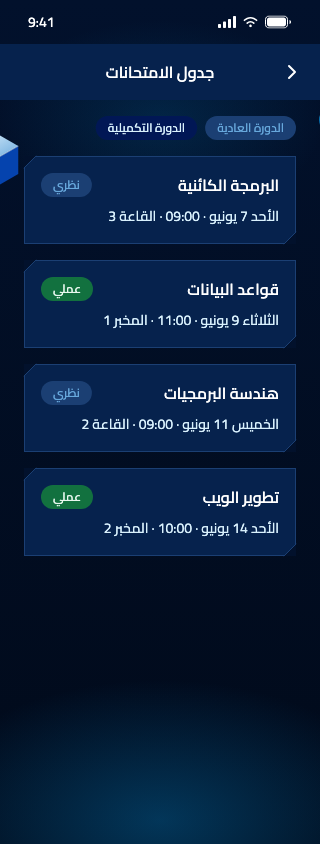 9:41
جدول الامتحانات
الدورة العادية
الدورة التكميلية
البرمجة الكائنية
نظري
الأحد 7 يونيو · 09:00 · القاعة 3
قواعد البيانات
عملي
الثلاثاء 9 يونيو · 11:00 · المخبر 1
هندسة البرمجيات
نظري
الخميس 11 يونيو · 09:00 · القاعة 2
تطوير الويب
عملي
الأحد 14 يونيو · 10:00 · المخبر 2